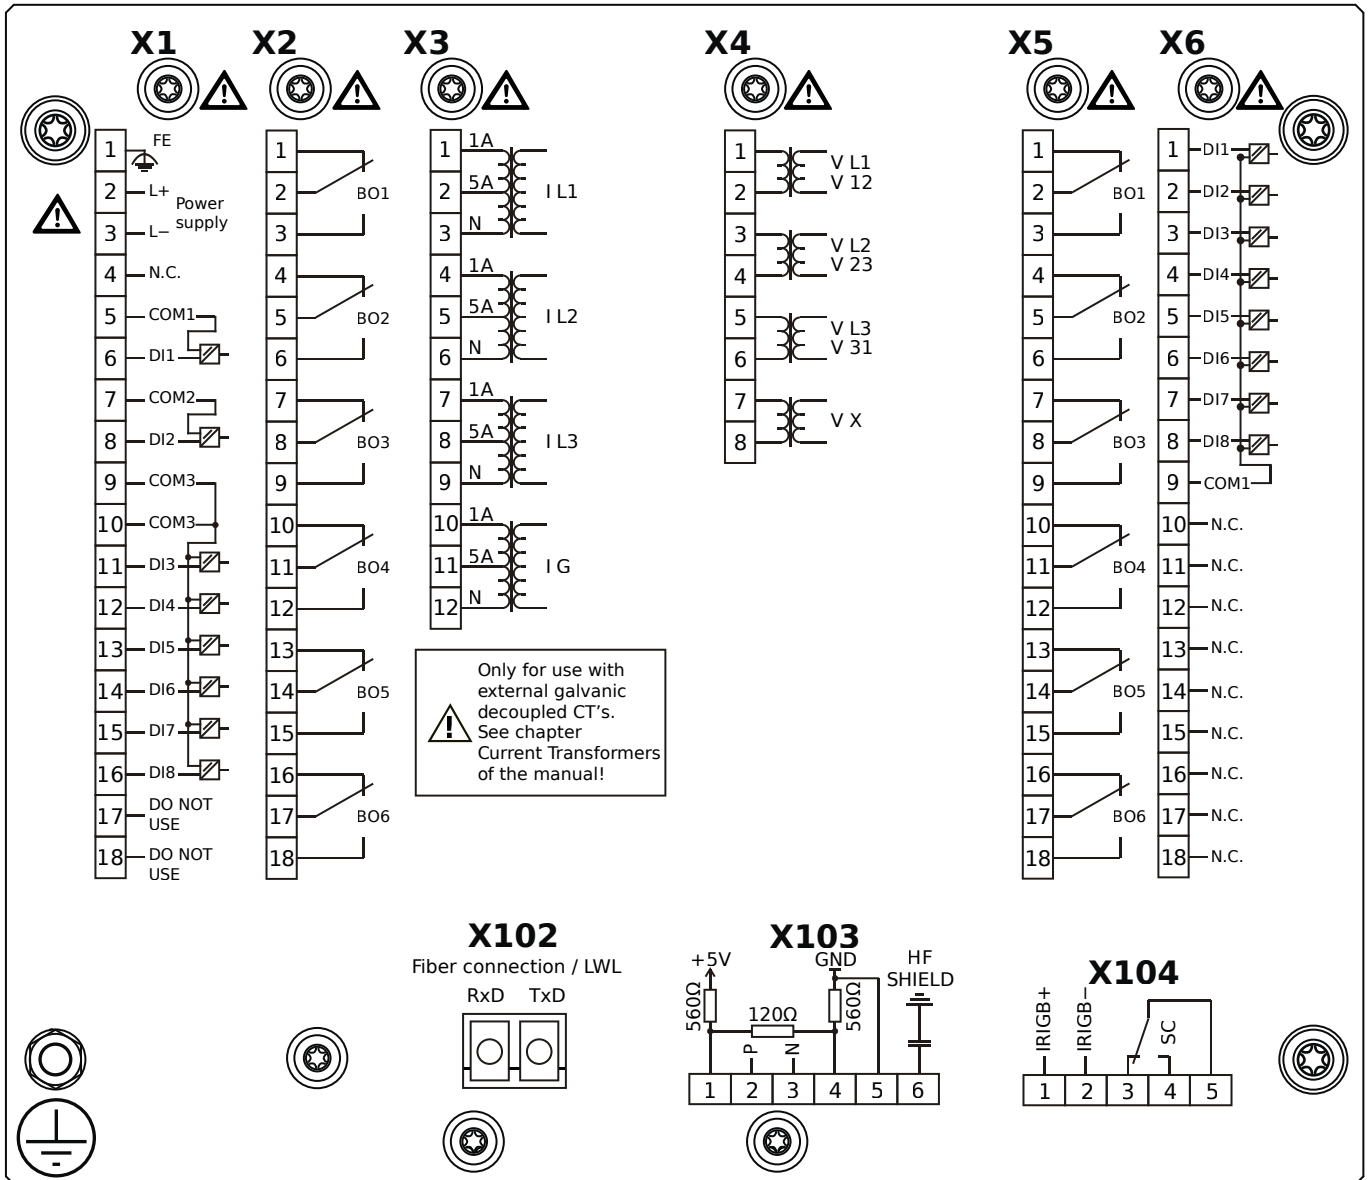 X1
X2
X3
X4
X5
X6
1 FE
2 L+
Power
supply
3 L−
4 N.C.
5 COM1
6 DI1
7 COM2
8 DI2
9 COM3
10 COM3
11 DI3
12 DI4
13 DI5
14 DI6
15 DI7
16 DI8
17 DO NOT
USE
18 DO NOT
USE
1
2 BO1
3
4
5 BO2
6
7
8 BO3
9
10
11 BO4
12
13
14 BO5
15
16
17 BO6
18
1 1A
2 5A I L1
3 N
4 1A
5 5A I L2
6 N
7 1A
8 5A I L3
9 N
10 1A
11 5A I G
12 N
Only for use with
external galvanic
decoupled CT's.
See chapter
Current Transformers
of the manual!
1 V L1
2 V 12
3 V L2
4 V 23
5 V L3
6 V 31
7 V X
8
1
2 BO1
3
4
5 BO2
6
7
8 BO3
9
10
11 BO4
12
13
14 BO5
15
16
17 BO6
18
1 DI1
2 DI2
3 DI3
4 DI4
5 DI5
6 DI6
7 DI7
8 DI8
9 COM1
10 N.C.
11 N.C.
12 N.C.
13 N.C.
14 N.C.
15 N.C.
16 N.C.
17 N.C.
18 N.C.
X102
Fiber connection / LWL
RxD TxD
X103
+5V GND HF
SHIELD
560Ω 120Ω 560Ω
P N
1 2 3 4 5 6
X104
IRIGB+ IRIGB− SC
1 2 3 4 5